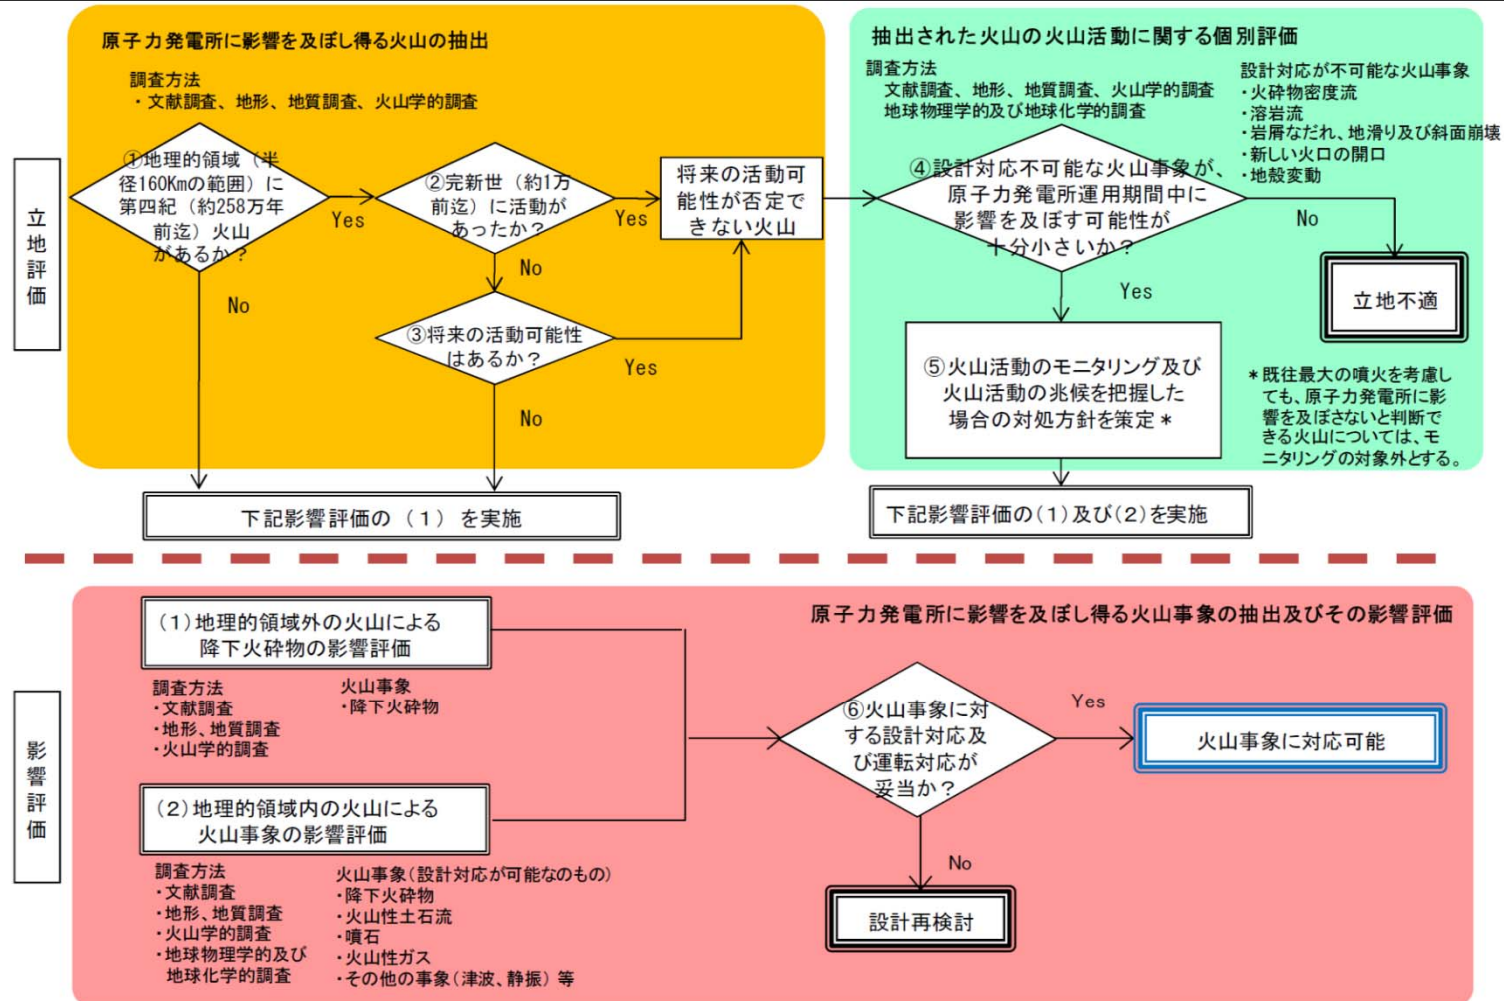 原子力発電所に影響を及ぼし得る火山の抽出
調査方法
・文献調査、地形、地質調査、火山学的調査
立地評価
①地理的領域（半
径160Kmの範囲）に
第四紀（約258万年
前迄）火山
があるか？
Yes
No
②完新世（約1万
前迄）に活動が
あったか？
Yes
No
③将来の活動可能性
はあるか？
Yes
No
将来の活動可
能性が否定で
きない火山
下記影響評価の（１）を実施
抽出された火山の火山活動に関する個別評価
調査方法
文献調査、地形、地質調査、火山学的調査
地球物理学的及び地球化学的調査
設計対応が不可能な火山事象
・火砕物密度流
・溶岩流
・岩屑なだれ、地滑り及び斜面崩壊
・新しい火口の開口
・地殻変動
④設計対応不可能な火山事象が、
原子力発電所運用期間中に
影響を及ぼす可能性が
十分小さいか？
No
Yes
立地不適
⑤火山活動のモニタリング及び
火山活動の兆候を把握した
場合の対処方針を策定＊
＊既往最大の噴火を考慮し
ても、原子力発電所に影
響を及ぼさないと判断で
きる火山については、モ
ニタリングの対象外とする。
下記影響評価の(１)及び(２)を実施
影響評価
原子力発電所に影響を及ぼし得る火山事象の抽出及びその影響評価
(１)地理的領域外の火山による
降下火砕物の影響評価
調査方法
・文献調査
・地形、地質調査
・火山学的調査
火山事象
・降下火砕物
(２)地理的領域内の火山による
火山事象の影響評価
調査方法
・文献調査
・地形、地質調査
・火山学的調査
・地球物理学的及び
地球化学的調査
火山事象(設計対応が可能なのもの)
・降下火砕物
・火山性土石流
・噴石
・火山性ガス
・その他の事象(津波、静振)等
⑥火山事象に対
する設計対応及
び運転対応が
妥当か？
Yes
火山事象に対応可能
No
設計再検討